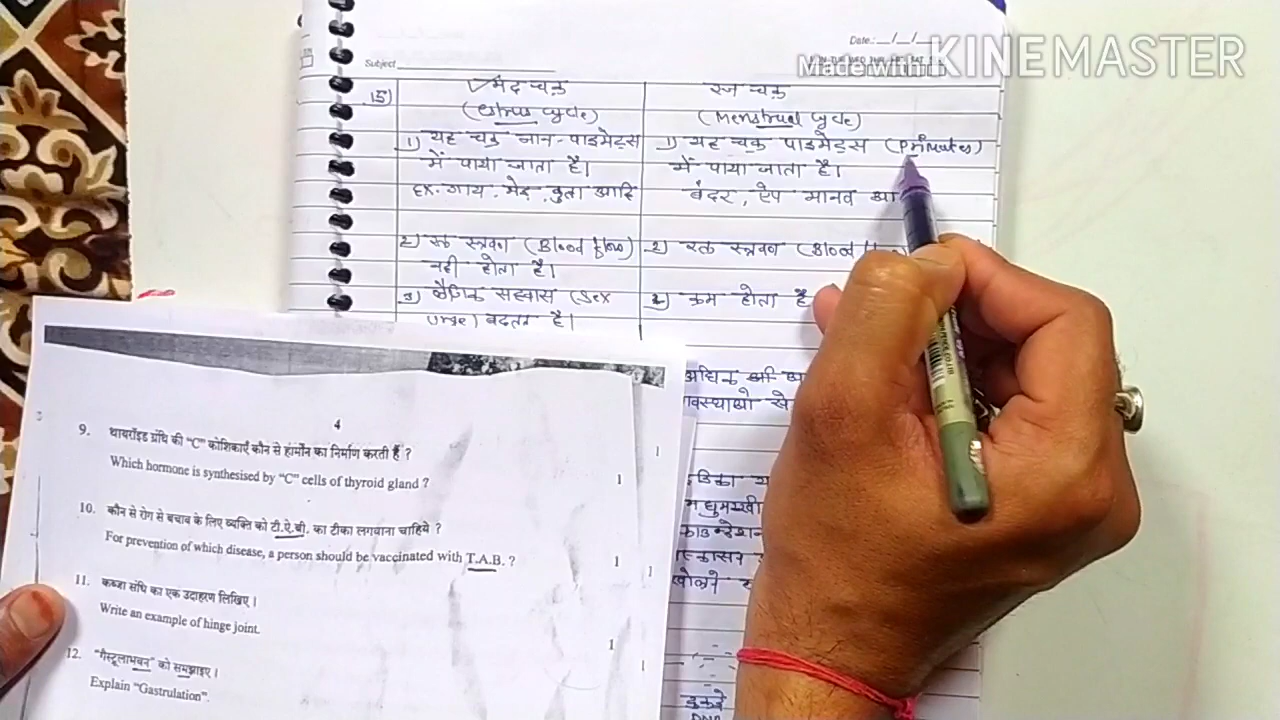 Date: __/__/__
Made with
KINEMASTER
Subject
15)
मद चक्र
(Estrus Cycle)
1) यह चक्र नान-पाइमेट्स
में पाया जाता है।
Ex. गाय, भेड़, कुता आदि
2) रक्त स्त्रवण (Blood flow)
नही होता है।
3) लैंगिक सहवास (Sex
Urge) बढता है।
रज चक्र
(Menstrual Cycle)
1) यह चक्र पाइमेट्स (Primates)
में पाया जाता है।
बंदर, ऐप मानव आ
2) रक्त स्त्रवण (Blood
3) कम होता है
4
9. थायरॉइड ग्रंथि की “C” कोशिकाएँ कौन से हार्मोन का निर्माण करती हैं ?
Which hormone is synthesised by “C” cells of thyroid gland ? 1
10. कौन से रोग से बचाव के लिए व्यक्ति को टी.ऐ.बी. का टीका लगवाना चाहिये ?
For prevention of which disease, a person should be vaccinated with T.A.B. ? 1
11. कब्जा संधि का एक उदाहरण लिखिए ।
Write an example of hinge joint. 1
12. “गैस्ट्रूलाभवन” को समझाइए ।
Explain “Gastrulation”.
टुकड़े
DNA